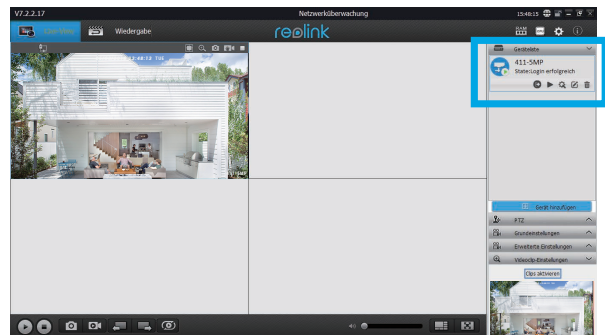 V7.2.2.17
Netzwerküberwachung
15:48:15
Live-View
Wiedergabe
reolink
Geräteliste
411-5MP
State:Login erfolgreich
Gerät hinzufügen
PTZ
Grundeinstellungen
Erweiterte Einstellungen
Videoclip-Einstellungen
Clips aktivieren